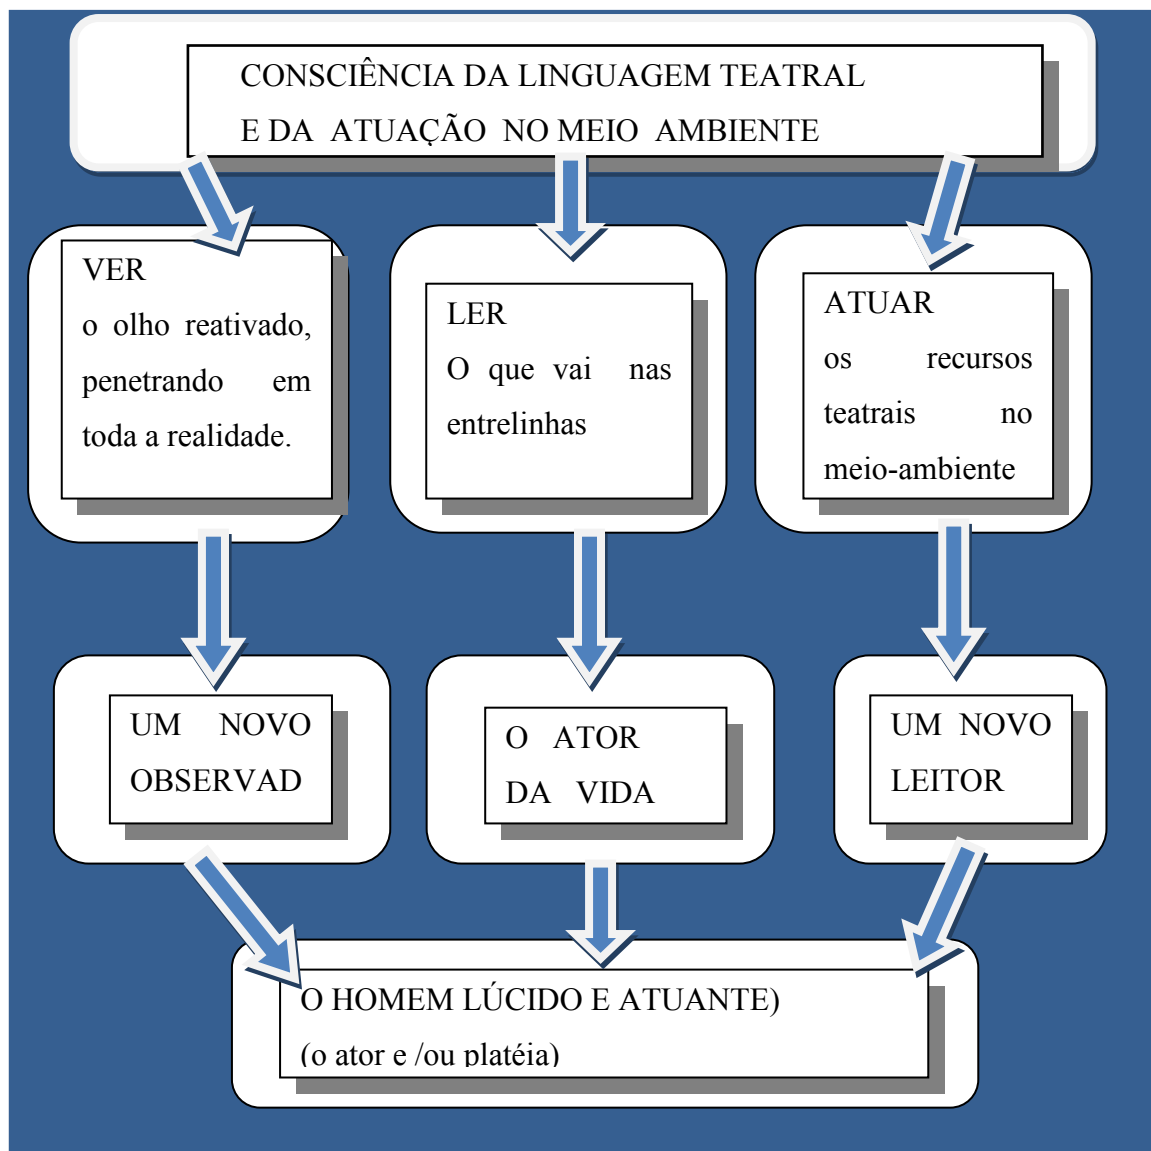 CONSCIÊNCIA DA LINGUAGEM TEATRAL
E DA ATUAÇÃO NO MEIO AMBIENTE
VER
o olho reativado,
penetrando em
toda a realidade.
LER
O que vai nas
entrelinhas
ATUAR
os recursos
teatrais no
meio-ambiente
UM NOVO
OBSERVAD
O ATOR
DA VIDA
UM NOVO
LEITOR
O HOMEM LÚCIDO E ATUANTE)
(o ator e /ou platéia)